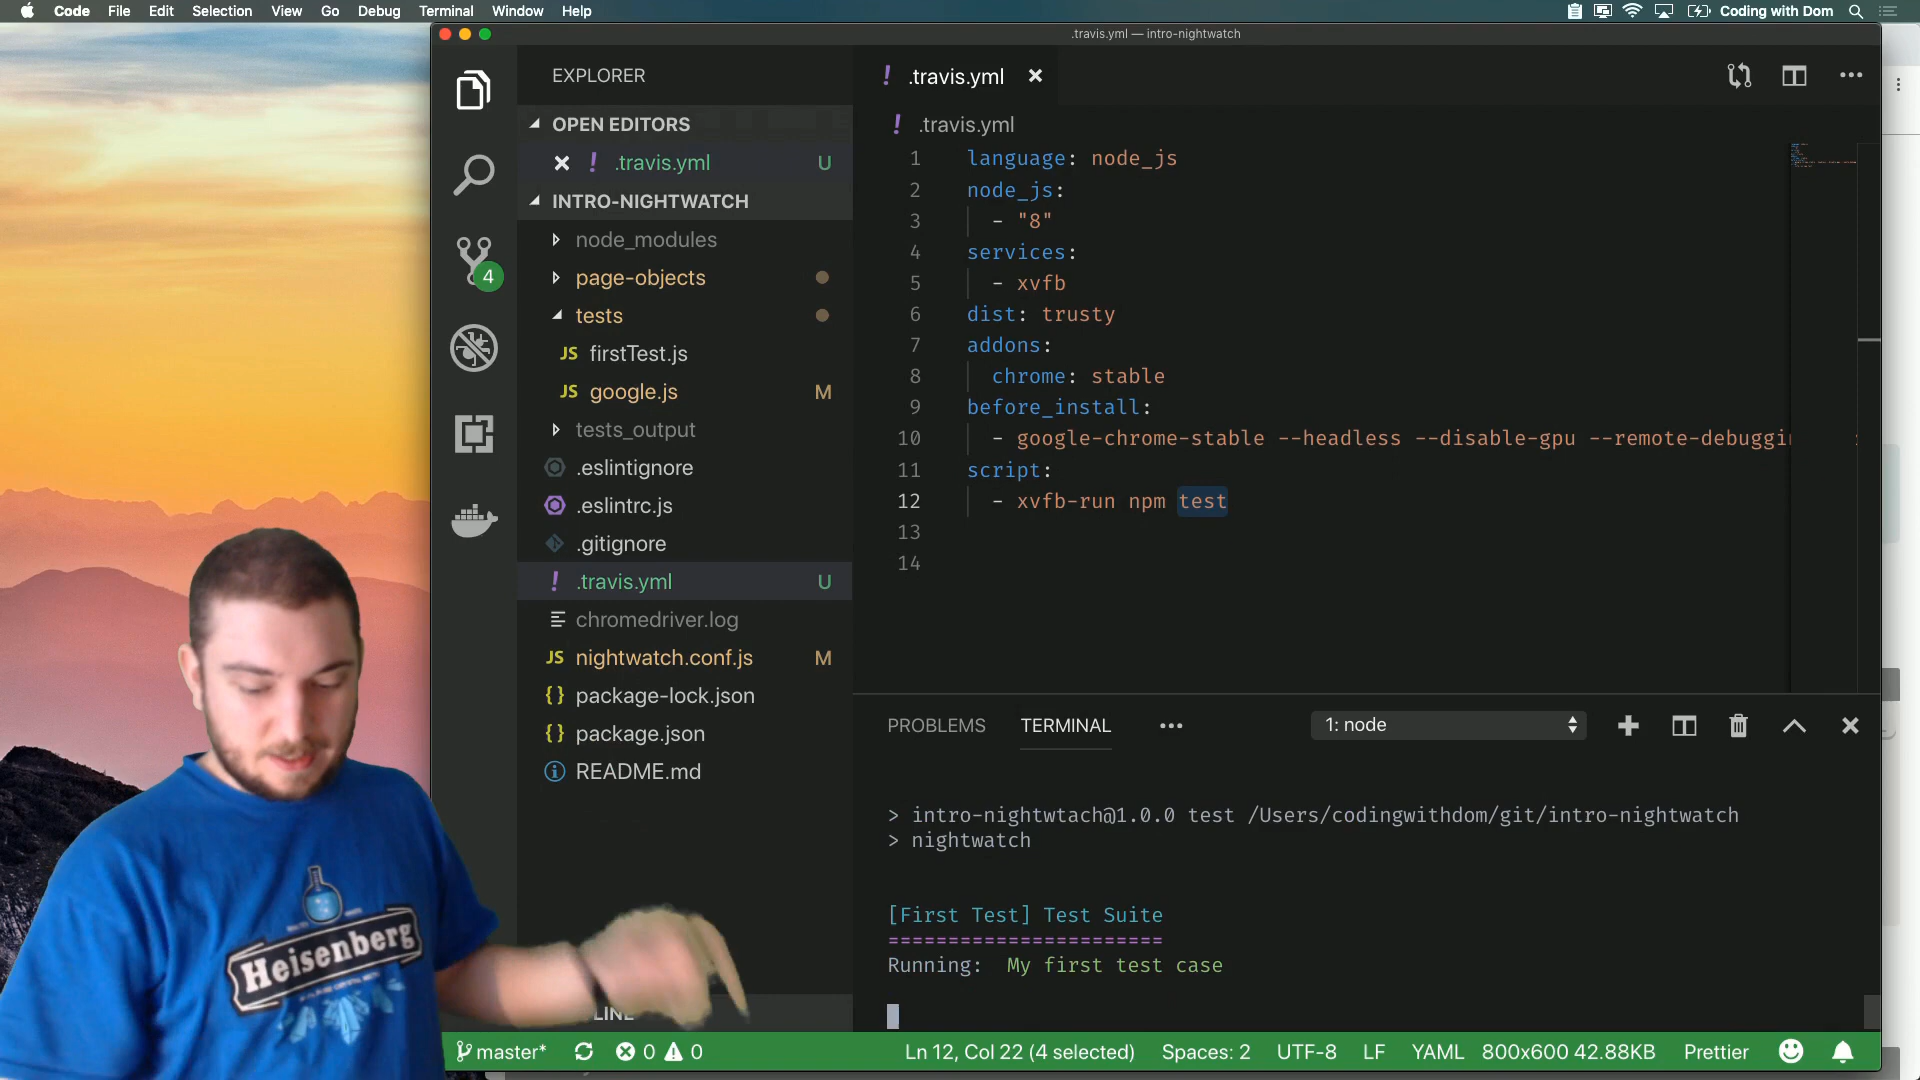 Code File Edit Selection View Go Debug Terminal Window Help
Coding with Dom
.travis.yml — intro-nightwatch
EXPLORER
OPEN EDITORS
.travis.yml U
INTRO-NIGHTWATCH
node_modules
page-objects
tests
JS firstTest.js
JS google.js M
tests_output
.eslintignore
.eslintrc.js
.gitignore
! .travis.yml U
chromedriver.log
JS nightwatch.conf.js M
{} package-lock.json
{} package.json
README.md
4
! .travis.yml
! .travis.yml
1 language: node_js
2 node_js:
3 - "8"
4 services:
5 - xvfb
6 dist: trusty
7 addons:
8 chrome: stable
9 before_install:
10 - google-chrome-stable --headless --disable-gpu --remote-debuggin
11 script:
12 - xvfb-run npm test
13
14
PROBLEMS TERMINAL ••• 1: node
> intro-nightwtach@1.0.0 test /Users/codingwithdom/git/intro-nightwatch
> nightwatch
[First Test] Test Suite
=======================
Running: My first test case
Heisenberg
master* 0 0 Ln 12, Col 22 (4 selected) Spaces: 2 UTF-8 LF YAML 800x600 42.88KB Prettier